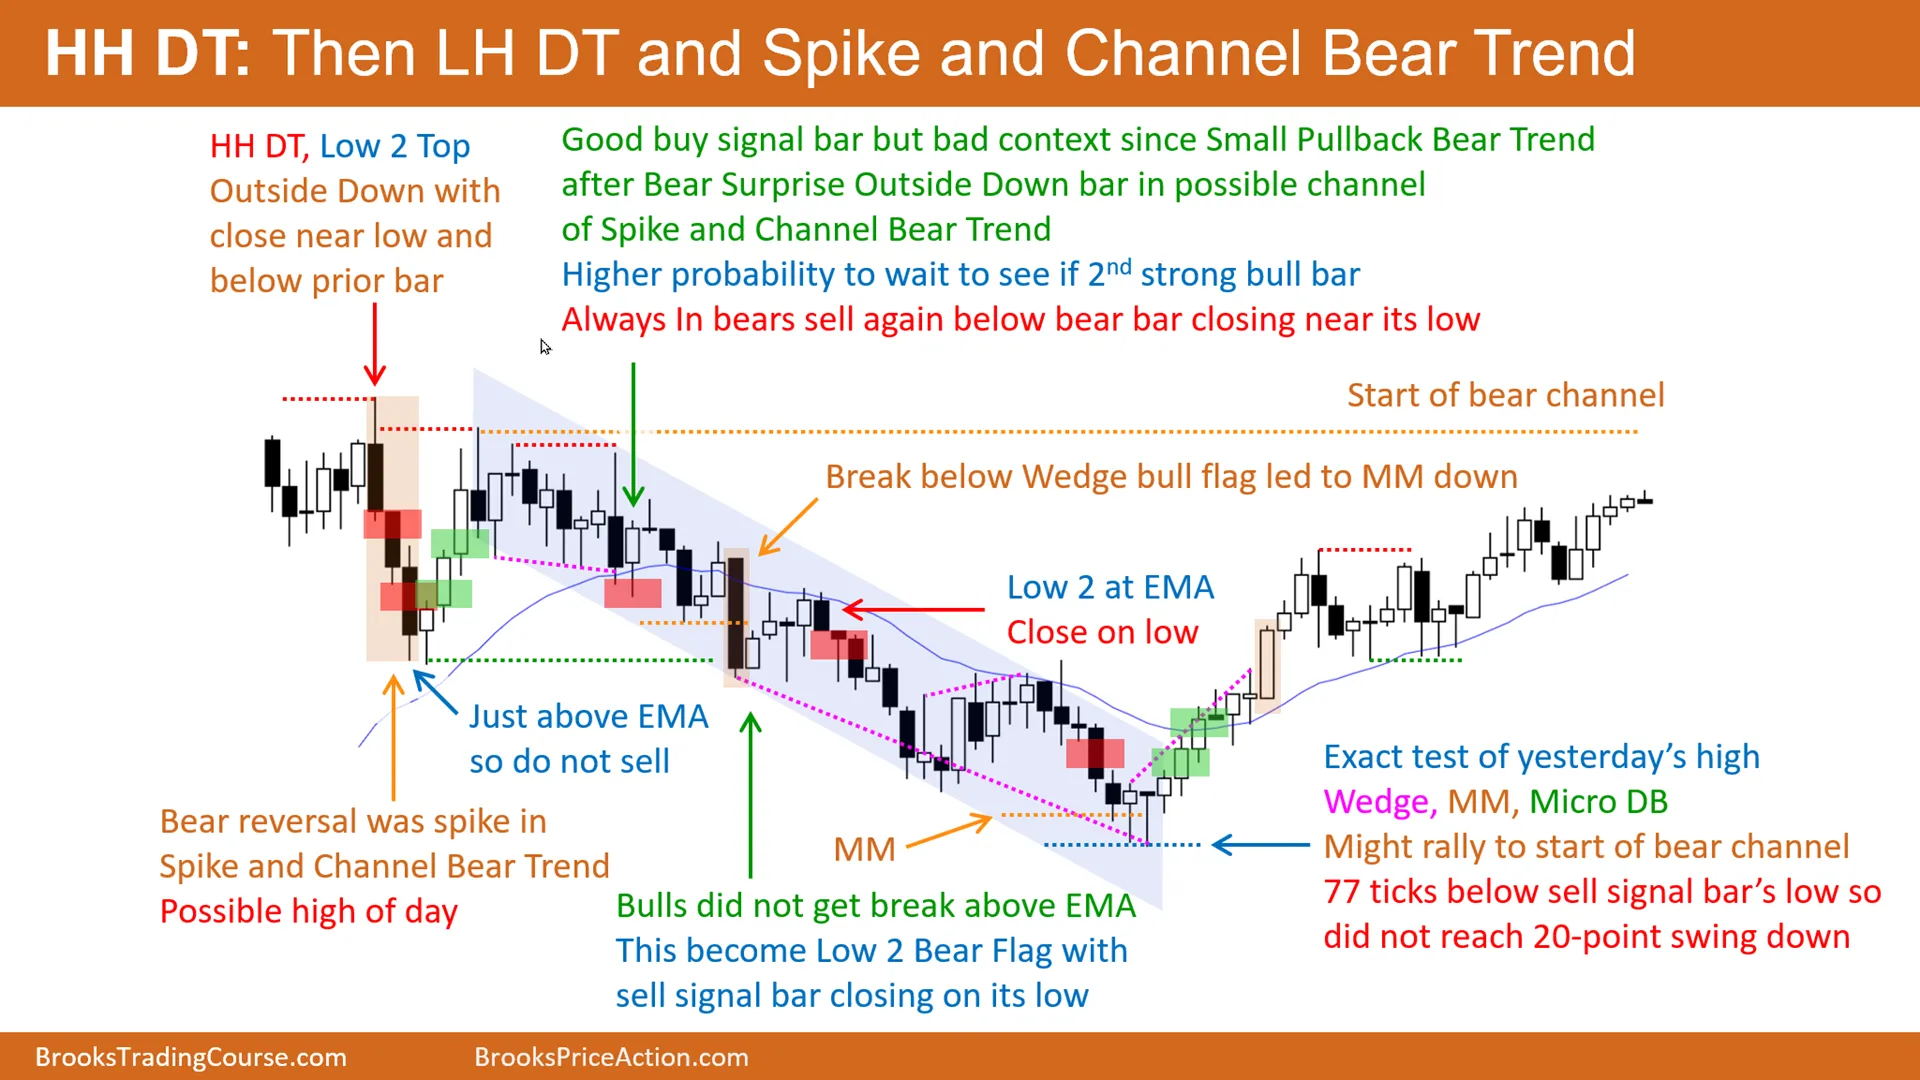 HH DT: Then LH DT and Spike and Channel Bear Trend
HH DT, Low 2 Top
Outside Down with
close near low and
below prior bar
Good buy signal bar but bad context since Small Pullback Bear Trend
after Bear Surprise Outside Down bar in possible channel
of Spike and Channel Bear Trend
Higher probability to wait to see if 2nd strong bull bar
Always In bears sell again below bear bar closing near its low
Start of bear channel
Break below Wedge bull flag led to MM down
Low 2 at EMA
Close on low
Just above EMA
so do not sell
Bear reversal was spike in
Spike and Channel Bear Trend
Possible high of day
MM
Bulls did not get break above EMA
This become Low 2 Bear Flag with
sell signal bar closing on its low
Exact test of yesterday's high
Wedge, MM, Micro DB
Might rally to start of bear channel
77 ticks below sell signal bar's low so
did not reach 20-point swing down
BrooksTradingCourse.com
BrooksPriceAction.com